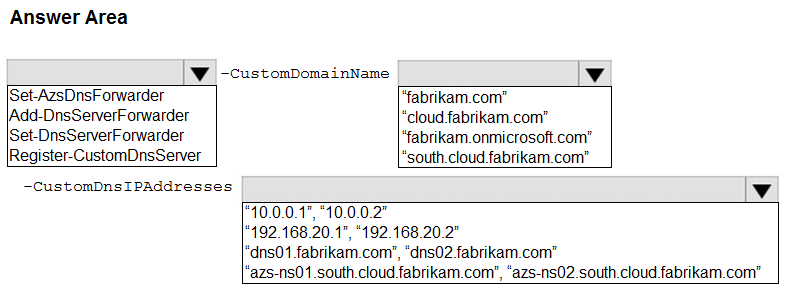 Answer Area
-CustomDomainName
Set-AzsDnsForwarder
Add-DnsServerForwarder
Set-DnsServerForwarder
Register-CustomDnsServer
“fabrikam.com”
“cloud.fabrikam.com”
“fabrikam.onmicrosoft.com”
“south.cloud.fabrikam.com”
-CustomDnsIPAddresses
“10.0.0.1”, “10.0.0.2”
“192.168.20.1”, “192.168.20.2”
“dns01.fabrikam.com”, “dns02.fabrikam.com”
“azs-ns01.south.cloud.fabrikam.com”, “azs-ns02.south.cloud.fabrikam.com”